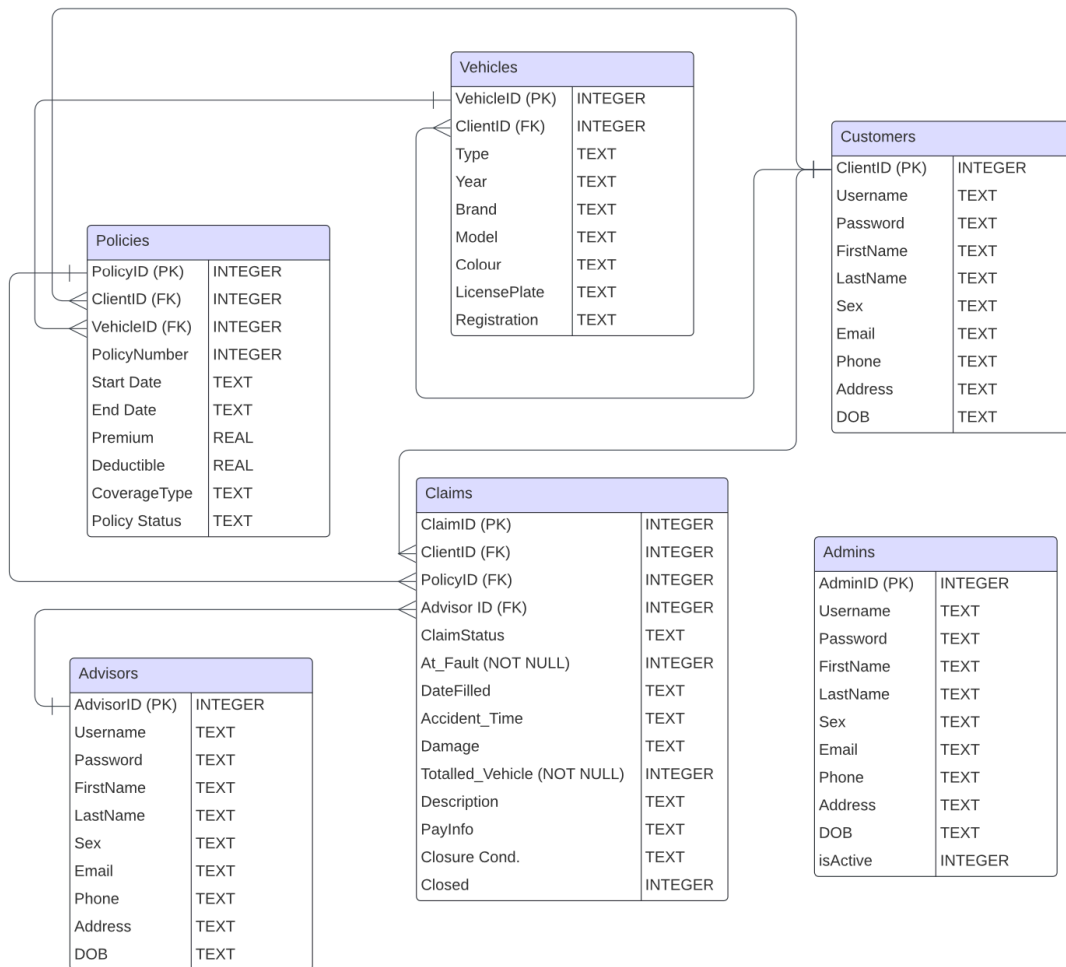 Vehicles
VehicleID (PK) INTEGER
ClientID (FK) INTEGER
Type TEXT
Year TEXT
Brand TEXT
Model TEXT
Colour TEXT
LicensePlate TEXT
Registration TEXT
Customers
ClientID (PK) INTEGER
Username TEXT
Password TEXT
FirstName TEXT
LastName TEXT
Sex TEXT
Email TEXT
Phone TEXT
Address TEXT
DOB TEXT
Policies
PolicyID (PK) INTEGER
ClientID (FK) INTEGER
VehicleID (FK) INTEGER
PolicyNumber INTEGER
Start Date TEXT
End Date TEXT
Premium REAL
Deductible REAL
CoverageType TEXT
Policy Status TEXT
Claims
ClaimID (PK) INTEGER
ClientID (FK) INTEGER
PolicyID (FK) INTEGER
Advisor ID (FK) INTEGER
ClaimStatus TEXT
At_Fault (NOT NULL) INTEGER
DateFilled TEXT
Accident_Time TEXT
Damage TEXT
Totalled_Vehicle (NOT NULL) INTEGER
Description TEXT
PayInfo TEXT
Closure Cond. TEXT
Closed INTEGER
Admins
AdminID (PK) INTEGER
Username TEXT
Password TEXT
FirstName TEXT
LastName TEXT
Sex TEXT
Email TEXT
Phone TEXT
Address TEXT
DOB TEXT
isActive INTEGER
Advisors
AdvisorID (PK) INTEGER
Username TEXT
Password TEXT
FirstName TEXT
LastName TEXT
Sex TEXT
Email TEXT
Phone TEXT
Address TEXT
DOB TEXT